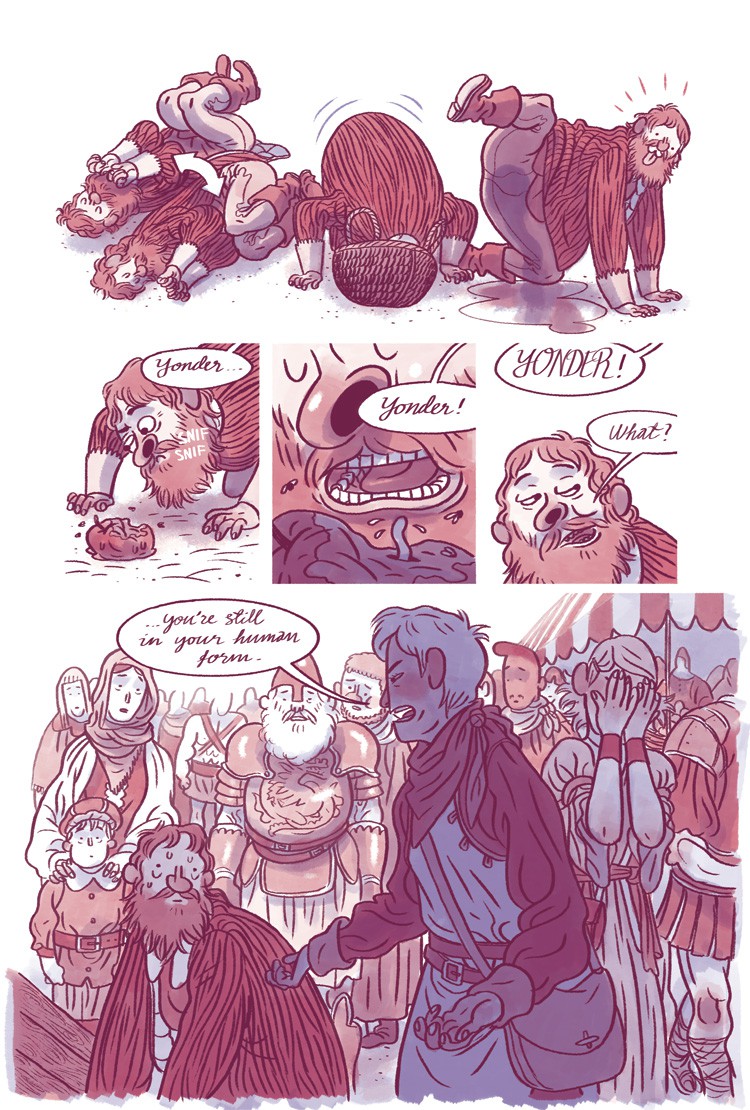 Yonder...
SNIF
SNIF
Yonder!
YONDER!
What?
...you're still
in your human
form.